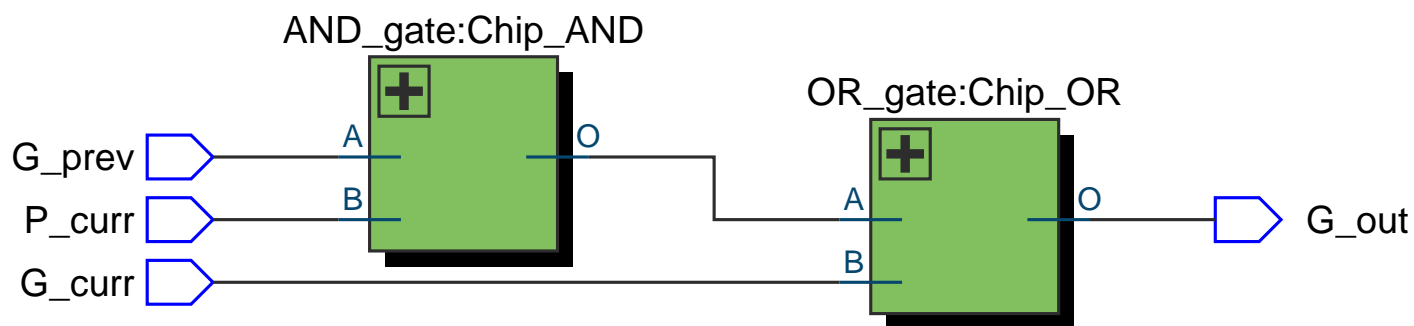 AND_gate:Chip_AND
OR_gate:Chip_OR
G_prev
A
O
P_curr
B
A
O
G_out
G_curr
B